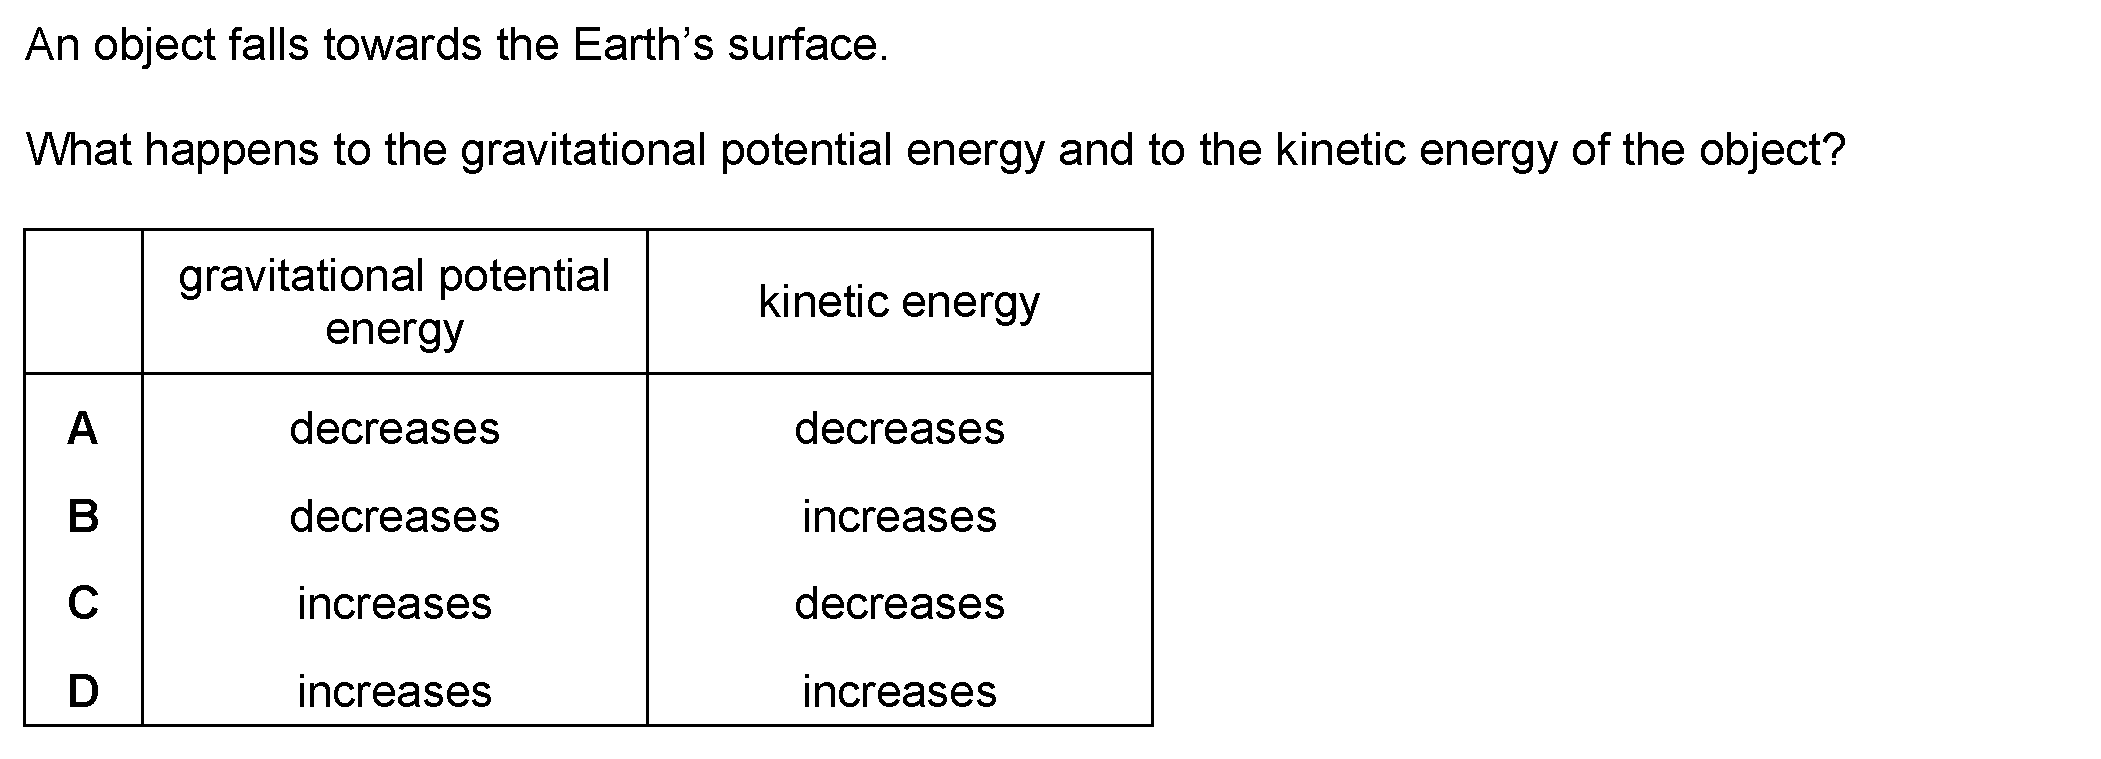 An object falls towards the Earth’s surface.
What happens to the gravitational potential energy and to the kinetic energy of the object?
gravitational potential
energy
kinetic energy
A decreases decreases
B decreases increases
C increases decreases
D increases increases